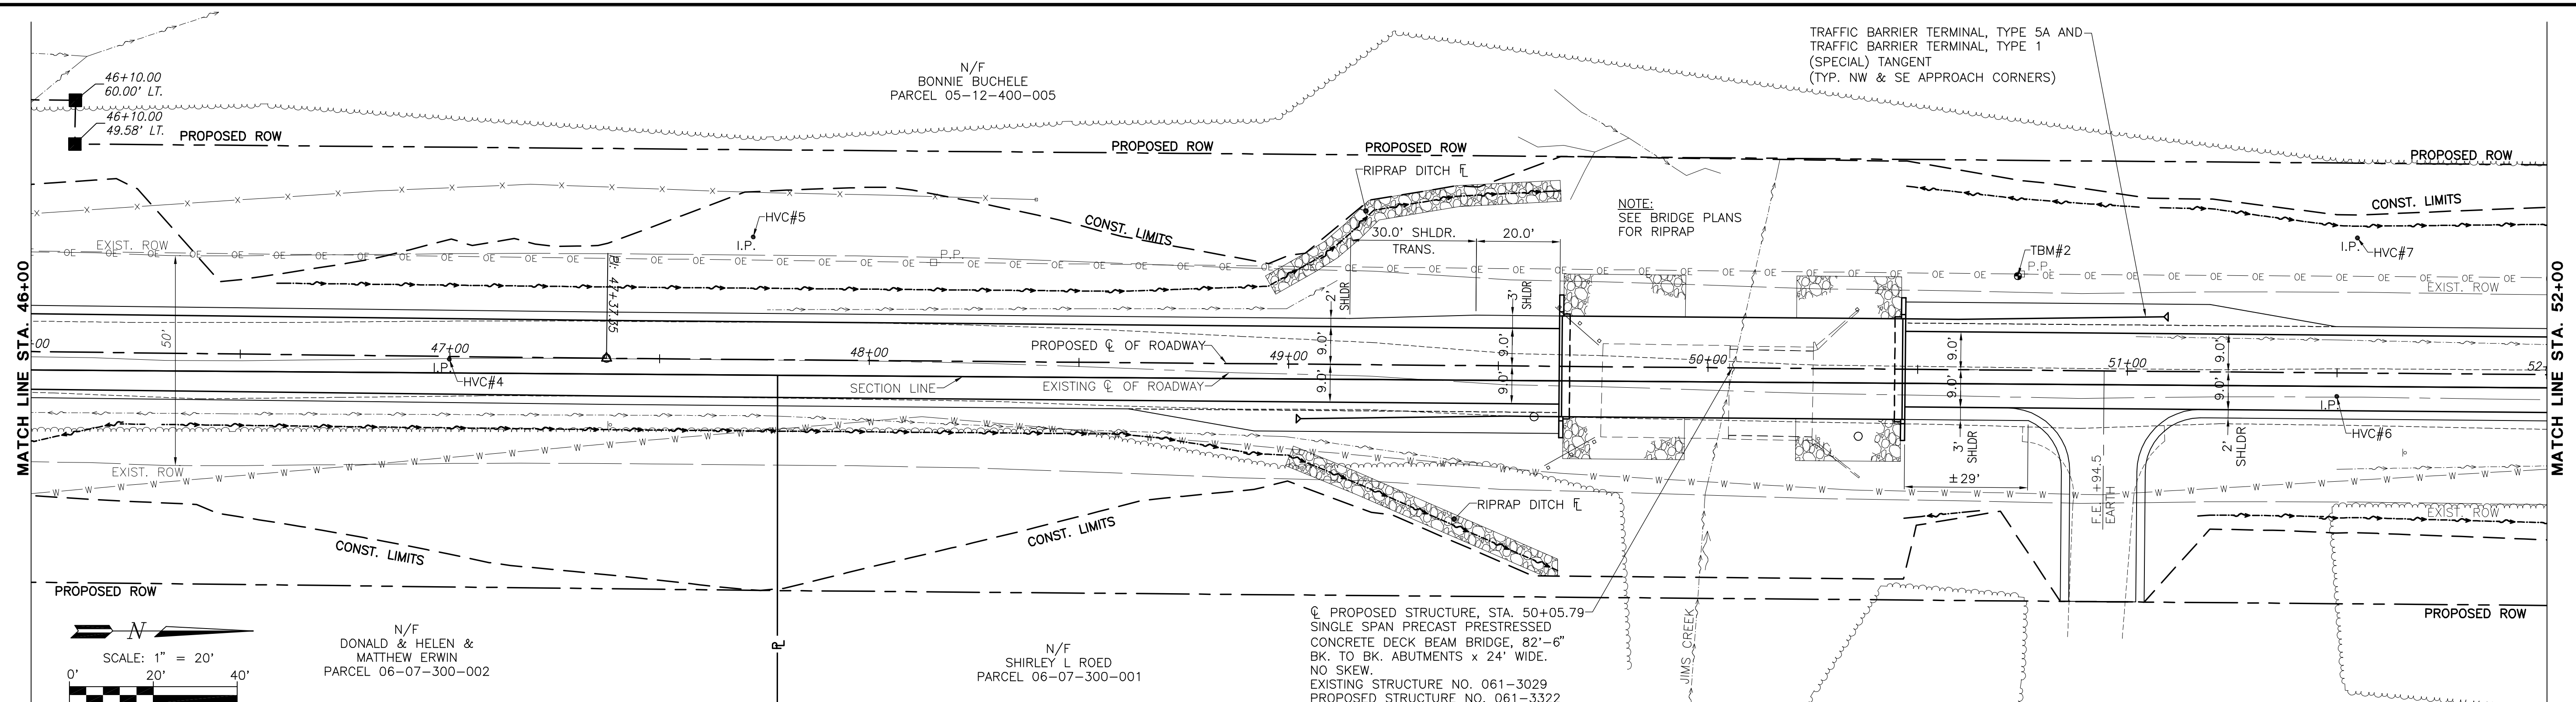 MATCH LINE STA. 46+00
46+10.00
60.00' LT.
46+10.00
49.58' LT.
PROPOSED ROW
N/F
BONNIE BUCHELE
PARCEL 05-12-400-005
PROPOSED ROW
PROPOSED ROW
TRAFFIC BARRIER TERMINAL, TYPE 5A AND
TRAFFIC BARRIER TERMINAL, TYPE 1
(SPECIAL) TANGENT
(TYP. NW & SE APPROACH CORNERS)
PROPOSED ROW
RIPRAP DITCH F̵L
NOTE:
SEE BRIDGE PLANS
FOR RIPRAP
CONST. LIMITS
CONST. LIMITS
EXIST. ROW
HVC#5
I.P.
P.P.
30.0' SHLDR.
TRANS.
20.0'
TBM#2
P.P.
I.P.
HVC#7
EXIST. ROW
50'
PI: 47+37.35
2'
SHLDR
3'
SHLDR
00
47+00
I.P.
HVC#4
48+00
PROPOSED ℄ OF ROADWAY
49+00
SECTION LINE
EXISTING ℄ OF ROADWAY
9.0'
9.0'
9.0'
9.0'
50+00
9.0'
9.0'
51+00
9.0'
9.0'
52
I.P.
HVC#6
3'
SHLDR
2'
SHLDR
±29'
F.E. +94.5
EARTH
EXIST. ROW
EXIST. ROW
RIPRAP DITCH F̵L
CONST. LIMITS
CONST. LIMITS
PROPOSED ROW
PROPOSED ROW
N
SCALE: 1" = 20'
0' 20' 40'
N/F
DONALD & HELEN &
MATTHEW ERWIN
PARCEL 06-07-300-002
PL
N/F
SHIRLEY L ROED
PARCEL 06-07-300-001
℄ PROPOSED STRUCTURE, STA. 50+05.79
SINGLE SPAN PRECAST PRESTRESSED
CONCRETE DECK BEAM BRIDGE, 82'-6"
BK. TO BK. ABUTMENTS x 24' WIDE.
NO SKEW.
EXISTING STRUCTURE NO. 061-3029
PROPOSED STRUCTURE NO. 061-3322
JIMS CREEK
MATCH LINE STA. 52+00